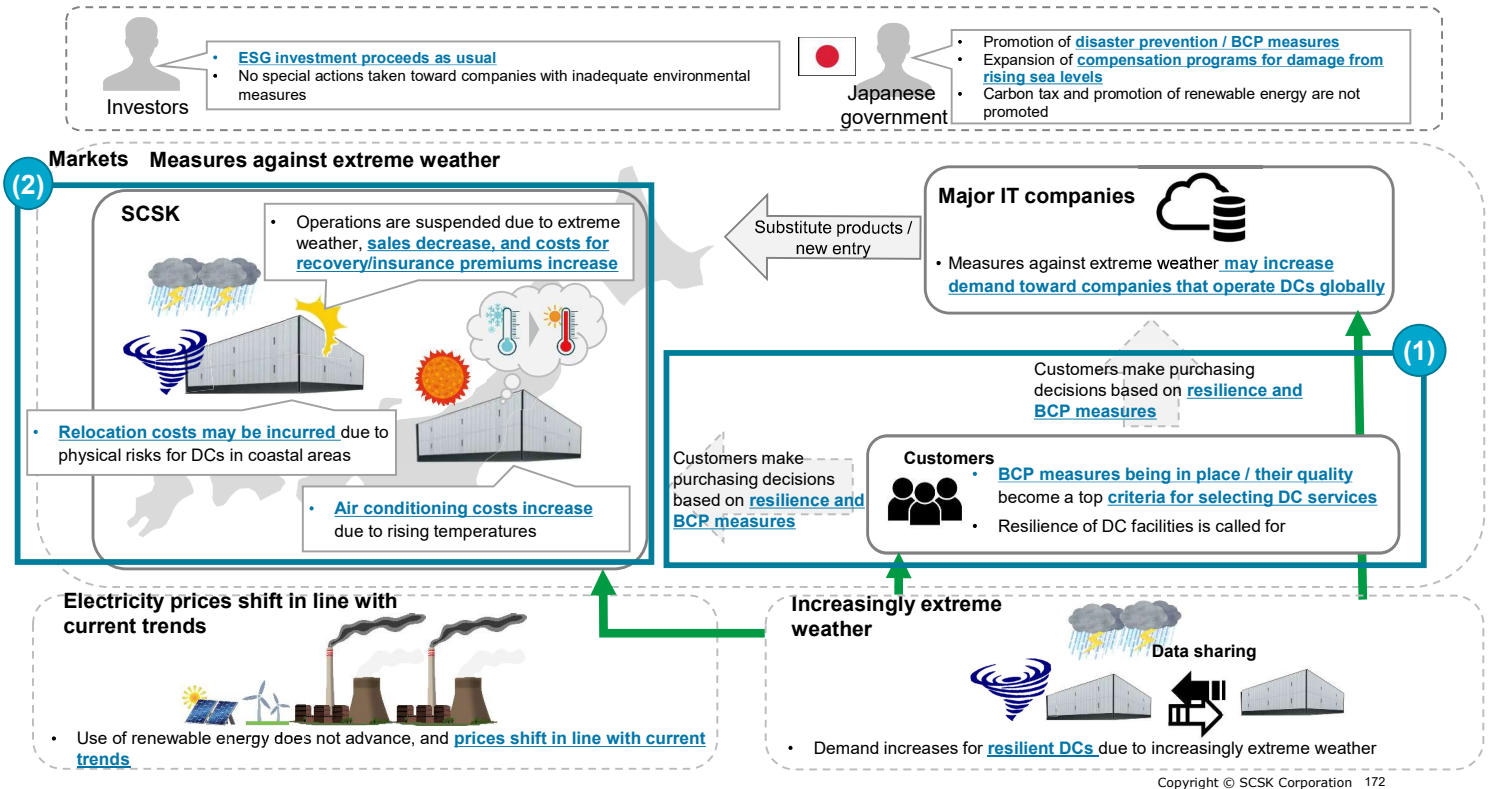 • ESG investment proceeds as usual
• No special actions taken toward companies with inadequate environmental
measures
Investors
• Promotion of disaster prevention / BCP measures
• Expansion of compensation programs for damage from
rising sea levels
• Carbon tax and promotion of renewable energy are not
promoted
Japanese
government
Markets Measures against extreme weather
(2)
SCSK
• Operations are suspended due to extreme
weather, sales decrease, and costs for
recovery/insurance premiums increase
• Relocation costs may be incurred due to
physical risks for DCs in coastal areas
• Air conditioning costs increase
due to rising temperatures
Substitute products /
new entry
Major IT companies
• Measures against extreme weather may increase
demand toward companies that operate DCs globally
(1)
Customers make purchasing
decisions based on resilience and
BCP measures
Customers make
purchasing decisions
based on resilience and
BCP measures
Customers
• BCP measures being in place / their quality
become a top criteria for selecting DC services
• Resilience of DC facilities is called for
Electricity prices shift in line with
current trends
• Use of renewable energy does not advance, and prices shift in line with current
trends
Increasingly extreme
weather
Data sharing
• Demand increases for resilient DCs due to increasingly extreme weather
Copyright © SCSK Corporation 172